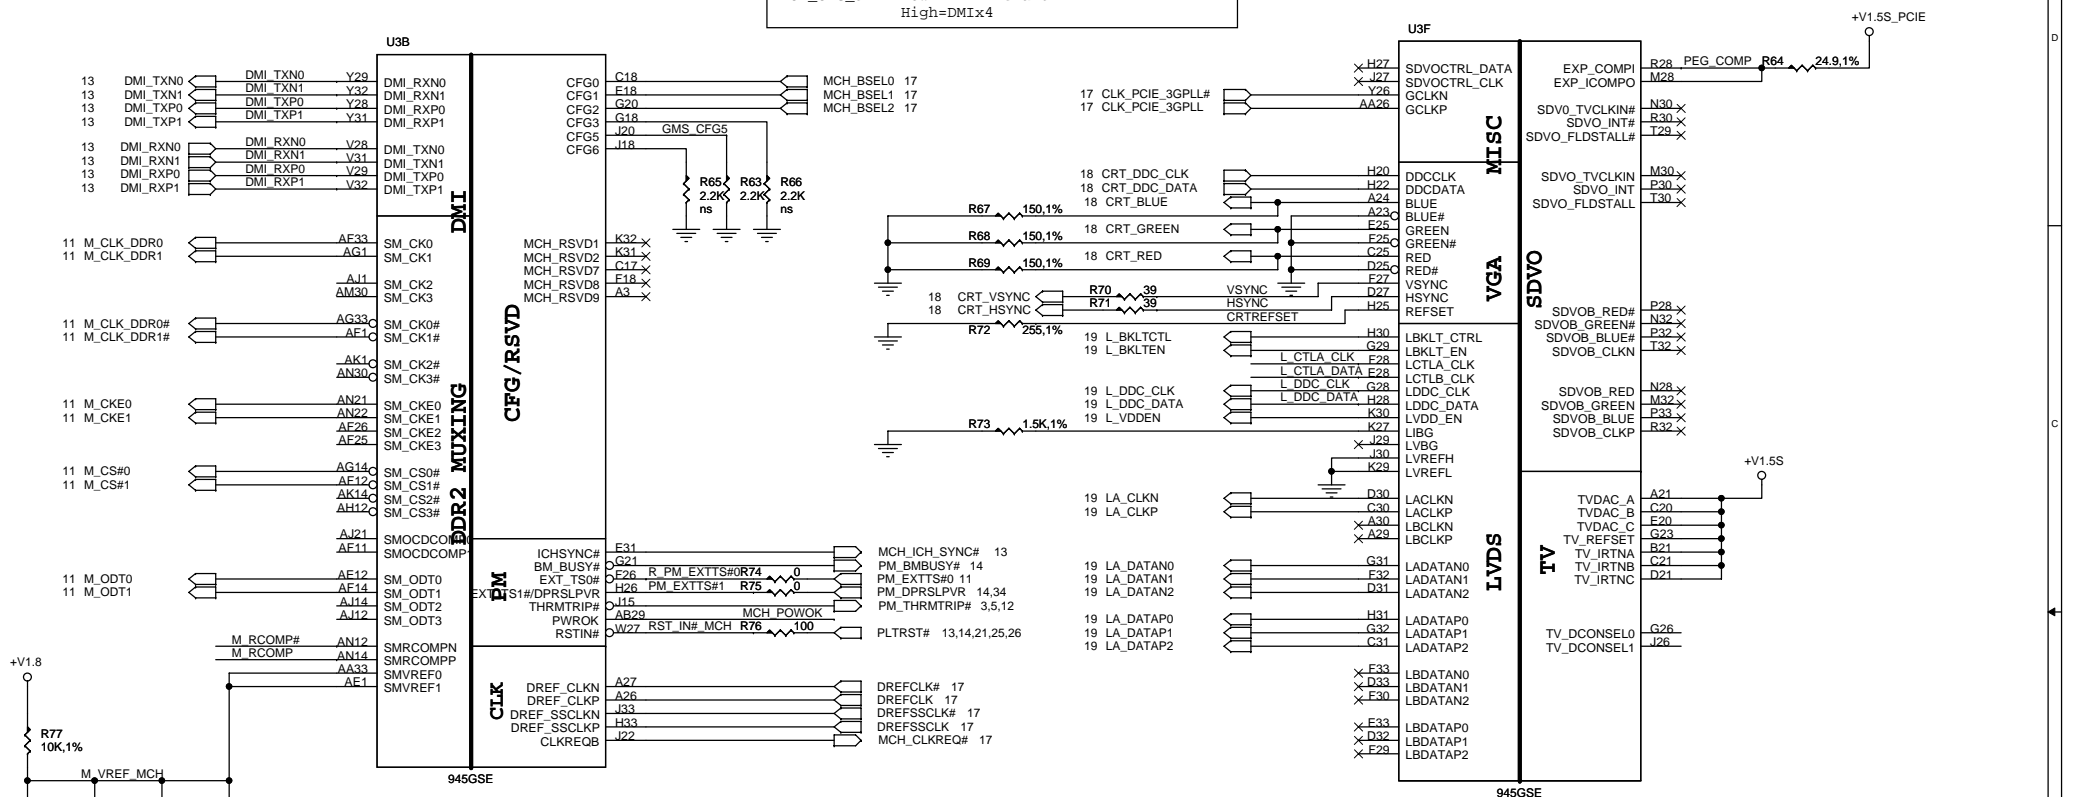 High=DMIx4
U3B
13 DMI_TXN0 DMI_TXN0 Y29 DMI_RXN0
13 DMI_TXN1 DMI_TXN1 Y32 DMI_RXN1
13 DMI_TXP0 DMI_TXP0 Y28 DMI_RXP0
13 DMI_TXP1 DMI_TXP1 Y31 DMI_RXP1
13 DMI_RXN0 DMI_RXN0 V28 DMI_TXN0
13 DMI_RXN1 DMI_RXN1 V31 DMI_TXN1
13 DMI_RXP0 DMI_RXP0 V29 DMI_TXP0
13 DMI_RXP1 DMI_RXP1 V32 DMI_TXP1
DMI
11 M_CLK_DDR0 AF33 SM_CK0
11 M_CLK_DDR1 AG1 SM_CK1
AJ1 SM_CK2
AM30 SM_CK3
11 M_CLK_DDR0# AG33 SM_CK0#
11 M_CLK_DDR1# AF1 SM_CK1#
AK1 SM_CK2#
AN30 SM_CK3#
11 M_CKE0 AN21 SM_CKE0
11 M_CKE1 AN22 SM_CKE1
AF26 SM_CKE2
AF25 SM_CKE3
11 M_CS#0 AG14 SM_CS0#
11 M_CS#1 AF12 SM_CS1#
AK14 SM_CS2#
AH12 SM_CS3#
DDR2 MUXING
AJ21
AF11
11 M_ODT0 AE12 SM_ODT0
11 M_ODT1 AF14 SM_ODT1
AJ14 SM_ODT2
AJ12 SM_ODT3
M_RCOMP# AN12 SMRCOMPN
M_RCOMP AN14 SMRCOMPP
AA33 SMVREF0
AE1 SMVREF1
+V1.8
R77
10K,1%
M_VREF_MCH
945GSE
CFG0 C18 MCH_BSEL0 17
CFG1 E18 MCH_BSEL1 17
CFG2 G20 MCH_BSEL2 17
CFG3 G18
CFG5 J20 GMS_CFG5
CFG6 J18
R65 R63 R66
2.2K 2.2K 2.2K
ns ns
MCH_RSVD1 K32
MCH_RSVD2 K31
MCH_RSVD7 C17
MCH_RSVD8 F18
MCH_RSVD9 A3
CFG/RSVD
ICHSYNC# E31 MCH_ICH_SYNC# 13
BM_BUSY# G21 PM_BMBUSY# 14
EXT_TS0# F26 R_PM_EXTTS#0 R74 0 PM_EXTTS#0 11
EXT_TS1#/DPRSLPVR H26 PM_EXTTS#1 R75 0 PM_DPRSLPVR 14,34
THRMTRIP# J15 PM_THRMTRIP# 3,5,12
PWROK AB29 MCH_POWOK
RSTIN# W27 RST_IN#_MCH R76 100 PLTRST# 13,14,21,25,26
PM
DREF_CLKN A27 DREFCLK# 17
DREF_CLKP A26 DREFCLK 17
DREF_SSCLKN J33 DREFSSCLK# 17
DREF_SSCLKP H33 DREFSSCLK 17
CLKREQB J22 MCH_CLKREQ# 17
CLK
U3F
H27 SDVOCTRL_DATA
J27 SDVOCTRL_CLK
17 CLK_PCIE_3GPLL# Y26 GCLKN
17 CLK_PCIE_3GPLL AA26 GCLKP
MISC
18 CRT_DDC_CLK H20 DDCCLK
18 CRT_DDC_DATA H22 DDCDATA
18 CRT_BLUE A24 BLUE
R67 150,1% A23 BLUE#
18 CRT_GREEN E25 GREEN
R68 150,1% F25 GREEN#
18 CRT_RED C25 RED
R69 150,1% D25 RED#
18 CRT_VSYNC R70 39 VSYNC F27 VSYNC
18 CRT_HSYNC R71 39 HSYNC D27 HSYNC
R72 255,1% CRTREFSET H25 REFSET
VGA
19 L_BKLTCTL H30 LBKLT_CTRL
19 L_BKLTEN G29 LBKLT_EN
L_CTLA_CLK F28 LCTLA_CLK
L_CTLA_DATA E28 LCTLB_CLK
19 L_DDC_CLK L_DDC_CLK G28 LDDC_CLK
19 L_DDC_DATA L_DDC_DATA H28 LDDC_DATA
19 L_VDDEN K30 LVDD_EN
R73 1.5K,1% K27 LIBG
J29 LVBG
J30 LVREFH
K29 LVREFL
19 LA_CLKN D30 LACLKN
19 LA_CLKP C30 LACLKP
A30 LBCLKN
A29 LBCLKP
19 LA_DATAN0 G31 LADATAN0
19 LA_DATAN1 F32 LADATAN1
19 LA_DATAN2 D31 LADATAN2
19 LA_DATAP0 H31 LADATAP0
19 LA_DATAP1 G32 LADATAP1
19 LA_DATAP2 C31 LADATAP2
LVDS
F33 LBDATAN0
D33 LBDATAN1
F30 LBDATAN2
E33 LBDATAP0
D32 LBDATAP1
F29 LBDATAP2
945GSE
+V1.5S_PCIE
EXP_COMPI R28 PEG_COMP R64 24.9,1%
EXP_ICOMPO M28
SDV0_TVCLKIN# N30
SDVO_INT# R30
SDVO_FLDSTALL# T29
SDVO_TVCLKIN M30
SDVO_INT P30
SDVO_FLDSTALL T30
SDVO
SDVOB_RED# P28
SDVOB_GREEN# N32
SDVOB_BLUE# P32
SDVOB_CLKN T32
SDVOB_RED N28
SDVOB_GREEN M32
SDVOB_BLUE P33
SDVOB_CLKP R32
+V1.5S
TVDAC_A A21
TVDAC_B C20
TVDAC_C E20
TV_REFSET G23
TV_IRTNA B21
TV_IRTNB C21
TV_IRTNC D21
TV
TV_DCONSEL0 G26
TV_DCONSEL1 J26
D
C